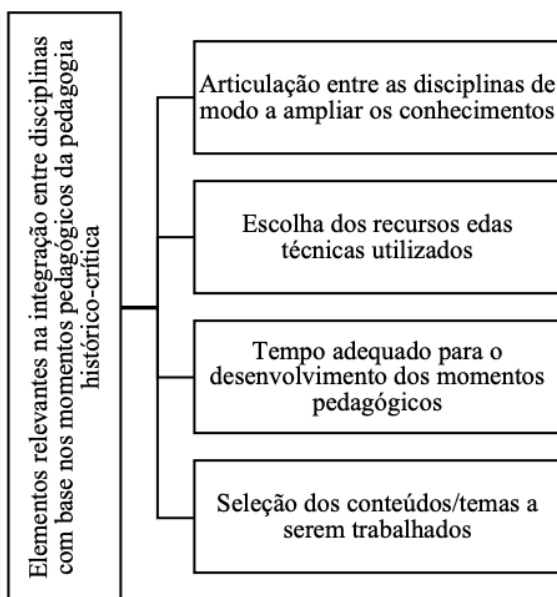 Elementos relevantes na integração entre disciplinas
com base nos momentos pedagógicos da pedagogia
histórico-crítica
Articulação entre as disciplinas de
modo a ampliar os conhecimentos
Escolha dos recursos edas
técnicas utilizados
Tempo adequado para o
desenvolvimento dos momentos
pedagógicos
Seleção dos conteúdos/temas a
serem trabalhados